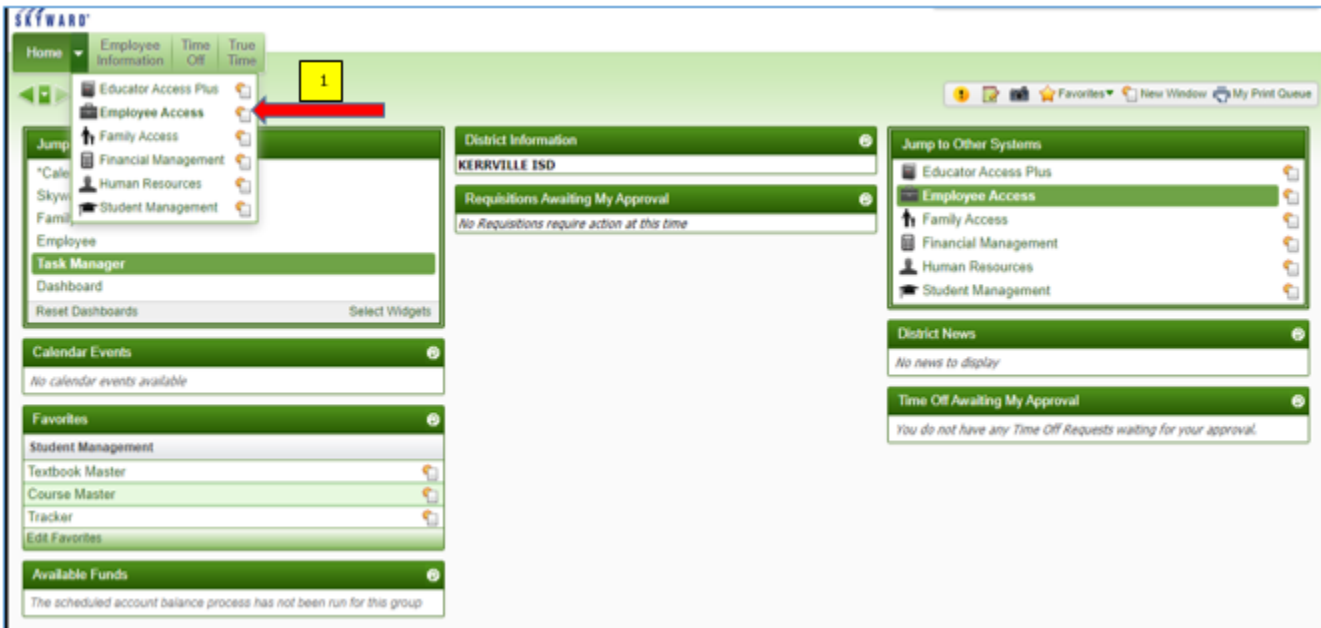 SKYWARD
Home
Employee Information
Time Off
True Time
Educator Access Plus
Employee Access
Family Access
Financial Management
Human Resources
Student Management
1
Favorites
New Window
My Print Queue
Jump
*Cale
Skyw
Famil
Employee
Task Manager
Dashboard
Reset Dashboards Select Widgets
Calendar Events
No calendar events available
Favorites
Student Management
Textbook Master
Course Master
Tracker
Edit Favorites
Available Funds
The scheduled account balance process has not been run for this group
District Information
KERRVILLE ISD
Requisitions Awaiting My Approval
No Requisitions require action at this time
Jump to Other Systems
Educator Access Plus
Employee Access
Family Access
Financial Management
Human Resources
Student Management
District News
No news to display
Time Off Awaiting My Approval
You do not have any Time Off Requests waiting for your approval.